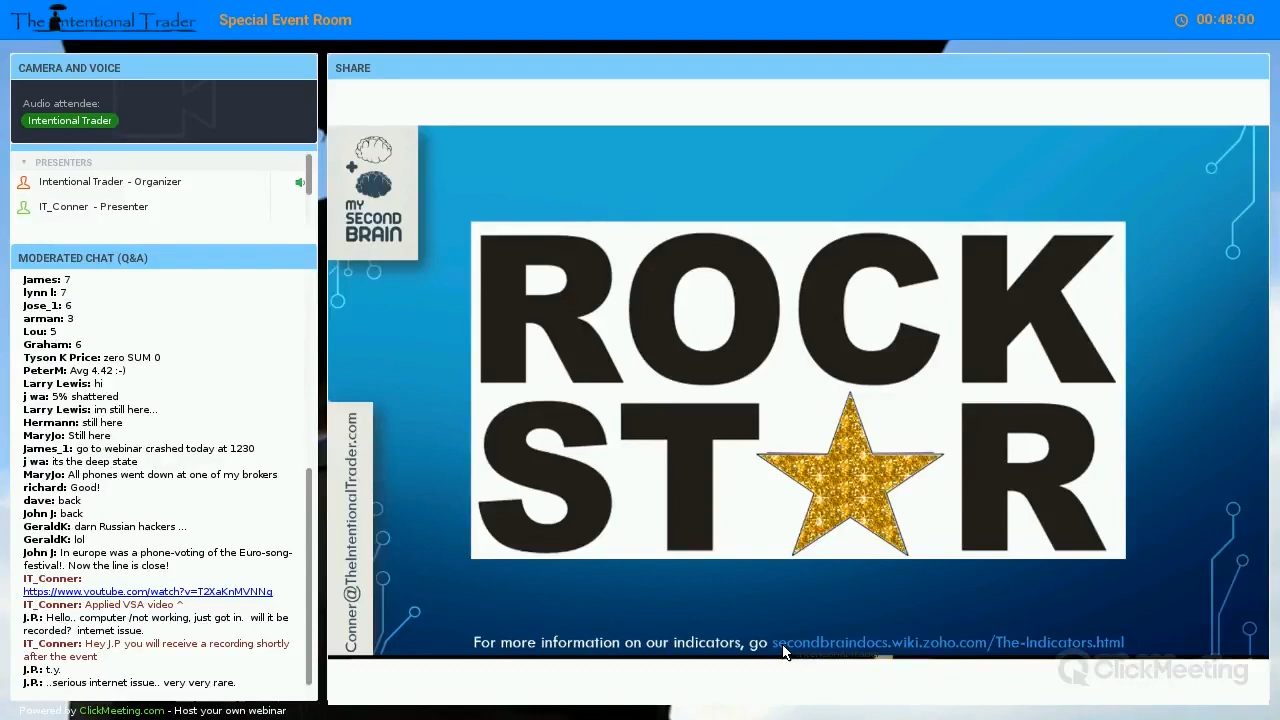 The Intentional Trader
Special Event Room
00:48:00
CAMERA AND VOICE
Audio attendee:
Intentional Trader
PRESENTERS
Intentional Trader - Organizer
IT_Conner - Presenter
MODERATED CHAT (Q&A)
James: 7
lynn l: 7
Jose_1: 6
arman: 3
Lou: 5
Graham: 6
Tyson K Price: zero SUM 0
PeterM: Avg 4.42 :-)
Larry Lewis: hi
j wa: 5% shattered
Larry Lewis: im still here...
Hermann: still here
MaryJo: Still here
James_1: go to webinar crashed today at 1230
j wa: its the deep state
MaryJo: All phones went down at one of my brokers
richard: Good!
dave: back
John J: back
GeraldK: darn Russian hackers ...
GeraldK: lol
John J: In europe was a phone-voting of the Euro-song-
festival!. Now the line is close!
IT_Conner:
https://www.youtube.com/watch?v=T2XaKnMVNNg
IT_Conner: Applied VSA video ^
J.P.: Hello.. computer /not working, just got in. will it be
recorded? internet issue.
IT_Conner: Hey J.P you will receive a recording shortly
after the event
J.P.: t.y.
J.P.: ..serious internet issue.. very very rare.
Powered by ClickMeeting.com - Host your own webinar
SHARE
MY
SECOND
BRAIN
Conner@TheIntentionalTrader.com
ROCK
ST★R
For more information on our indicators, go secondbraindocs.wiki.zoho.com/The-Indicators.html
ClickMeeting